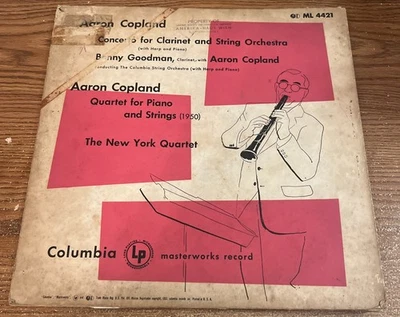 Aaron Copland
ML 4421
Concerto for Clarinet and String Orchestra
(with Harp and Piano)
Benny Goodman, Clarinet, with Aaron Copland
conducting The Columbia String Orchestra (with Harp and Piano)
Aaron Copland
Quartet for Piano
and Strings (1950)
The New York Quartet
Columbia LP masterworks record